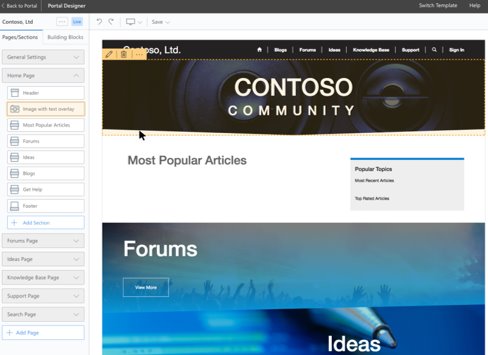 Back to Portal
Portal Designer
Switch Template
Help
Contoso, Ltd
Live
Save
Pages/Sections
Building Blocks
General Settings
Home Page
Header
Image with text overlay
Most Popular Articles
Forums
Ideas
Blogs
Get Help
Footer
+ Add Section
Forums Page
Ideas Page
Knowledge Base Page
Support Page
Search Page
+ Add Page
Contoso, Ltd.
Blogs
Forums
Ideas
Knowledge Base
Support
Sign In
CONTOSO
COMMUNITY
Most Popular Articles
Popular Topics
Most Recent Articles
Top Rated Articles
Forums
View More
Ideas